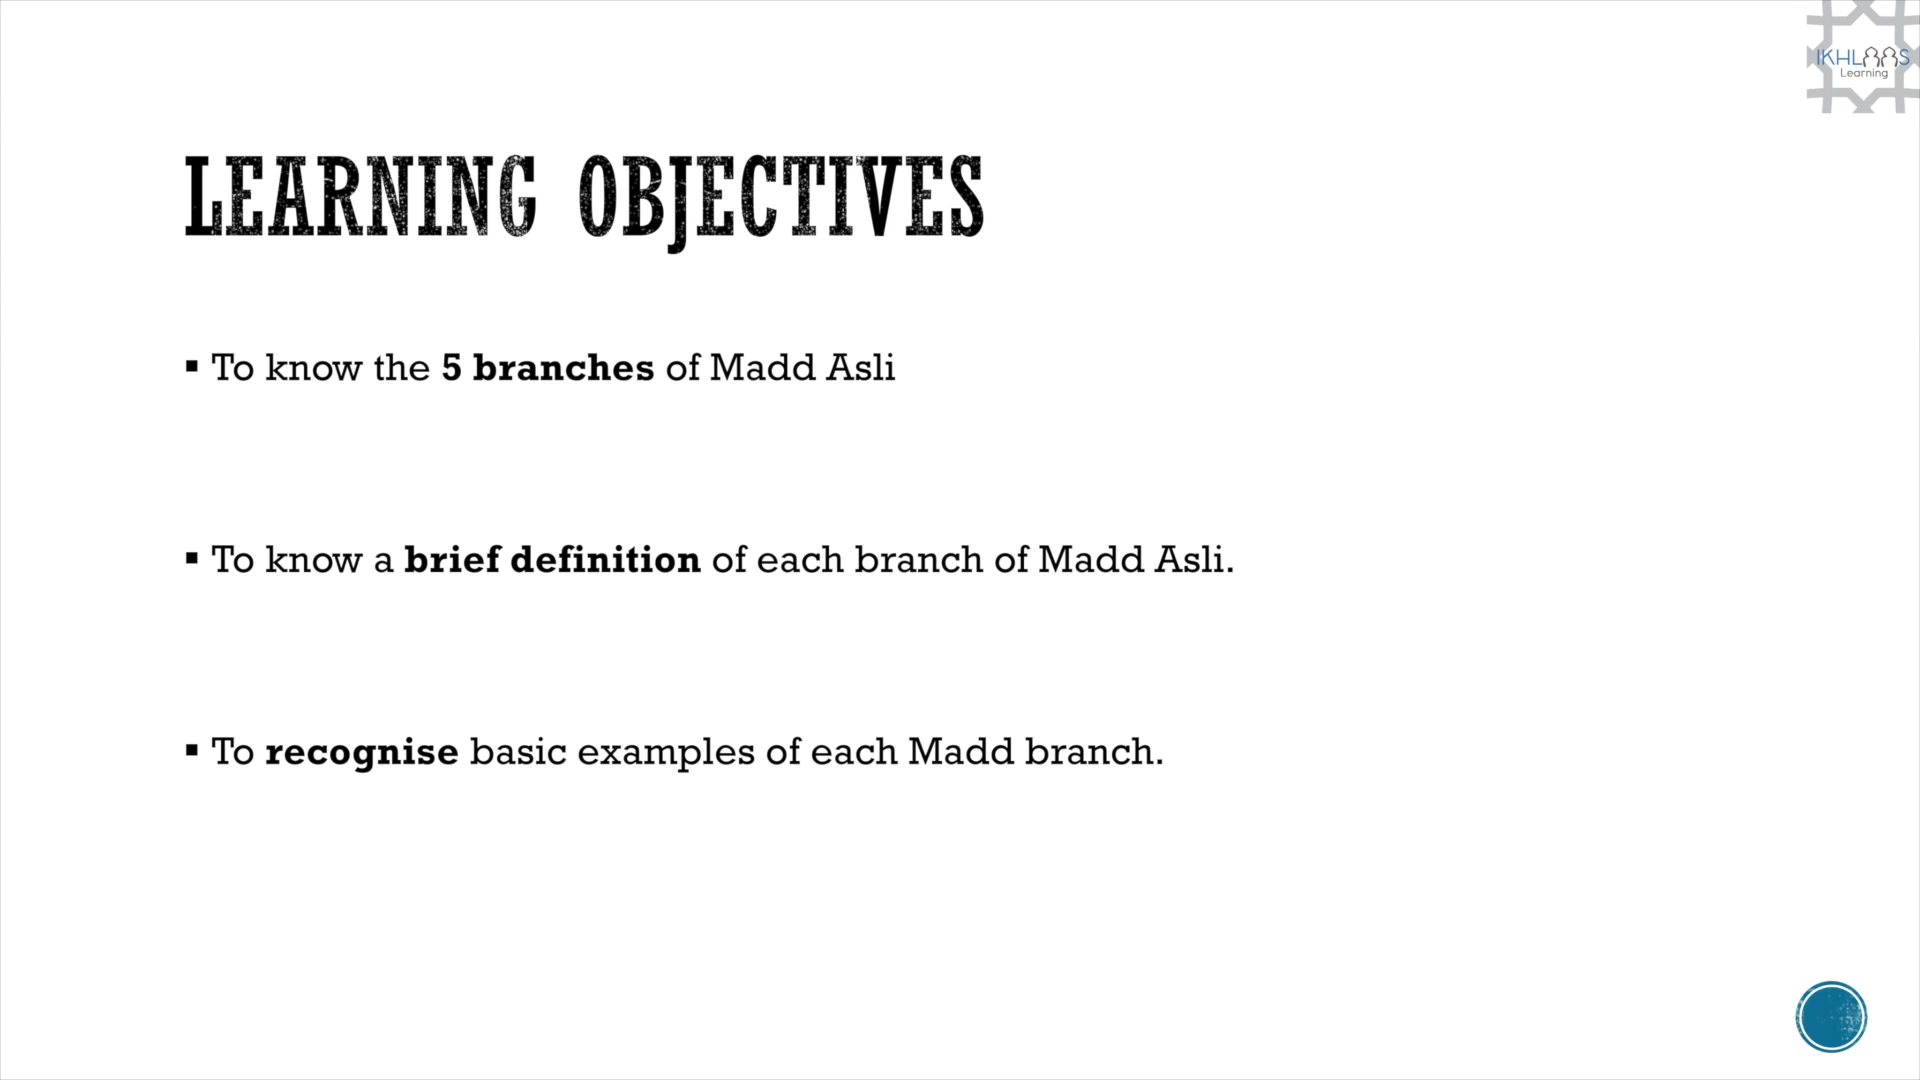 IKHLAAS
Learning
LEARNING OBJECTIVES
▪ To know the 5 branches of Madd Asli
▪ To know a brief definition of each branch of Madd Asli.
▪ To recognise basic examples of each Madd branch.